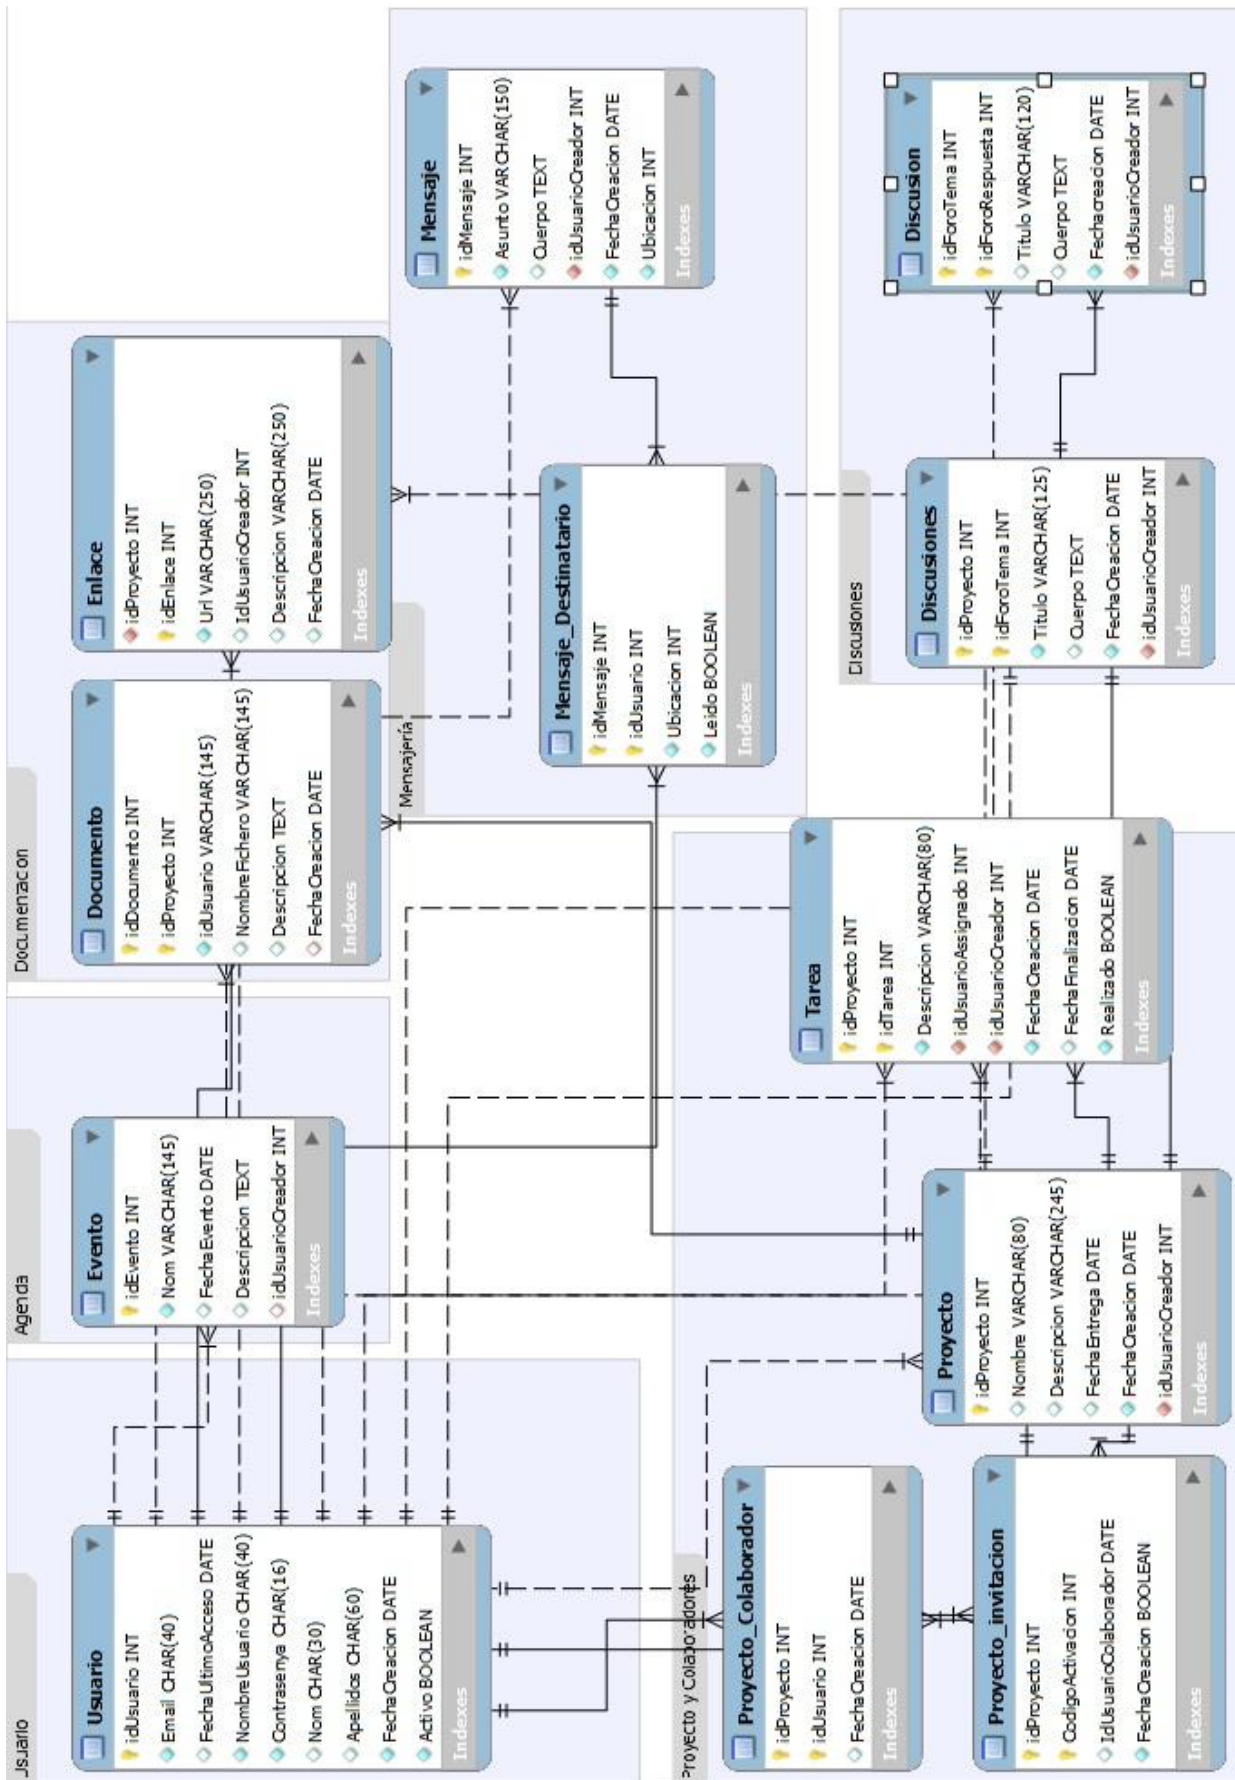 Usuario
Usuario
idUsuario INT
Email CHAR(40)
FechaUltimoAcceso DATE
NombreUsuario CHAR(40)
Contrasenya CHAR(16)
Nom CHAR(30)
Apellidos CHAR(60)
FechaCreacion DATE
Activo BOOLEAN
Indexes
Agenda
Evento
idEvento INT
Nom VARCHAR(145)
FechaEvento DATE
Descripcion TEXT
idUsuarioCreador INT
Indexes
Documentacon
Documento
idDocumento INT
idProyecto INT
idUsuario VARCHAR(145)
NombreFichero VARCHAR(145)
Descripcion TEXT
FechaCreacion DATE
Indexes
Enlace
idProyecto INT
idEnlace INT
Url VARCHAR(250)
IdUsuarioCreador INT
Descripcion VARCHAR(250)
FechaCreacion DATE
Indexes
Mensajería
Mensaje_Destinatario
idMensaje INT
idUsuario INT
Ubicacion INT
Leido BOOLEAN
Indexes
Mensaje
idMensaje INT
Asunto VARCHAR(150)
Cuerpo TEXT
idUsuarioCreador INT
FechaCreacion DATE
Ubicacion INT
Indexes
Proyecto y Colaboradores
Proyecto_Colaborador
idProyecto INT
idUsuario INT
FechaCreacion DATE
Indexes
Proyecto_invitacion
idProyecto INT
CodigoActivacion INT
IdUsuarioColaborador DATE
FechaCreacion BOOLEAN
Indexes
Proyecto
idProyecto INT
Nombre VARCHAR(80)
Descripcion VARCHAR(245)
FechaEntrega DATE
FechaCreacion DATE
idUsuarioCreador INT
Indexes
Tarea
idProyecto INT
idTarea INT
Descripcion VARCHAR(80)
idUsuarioAssignado INT
idUsuarioCreador INT
FechaCreacion DATE
FechaFinalizacion DATE
Realizado BOOLEAN
Indexes
Discusiones
Discusiones
idProyecto INT
idForoTema INT
Titulo VARCHAR(125)
Cuerpo TEXT
FechaCreacion DATE
idUsuarioCreador INT
Indexes
Discusion
idForoTema INT
idForoRespuesta INT
Titulo VARCHAR(120)
Cuerpo TEXT
Fechacreacion DATE
idUsuarioCreador INT
Indexes